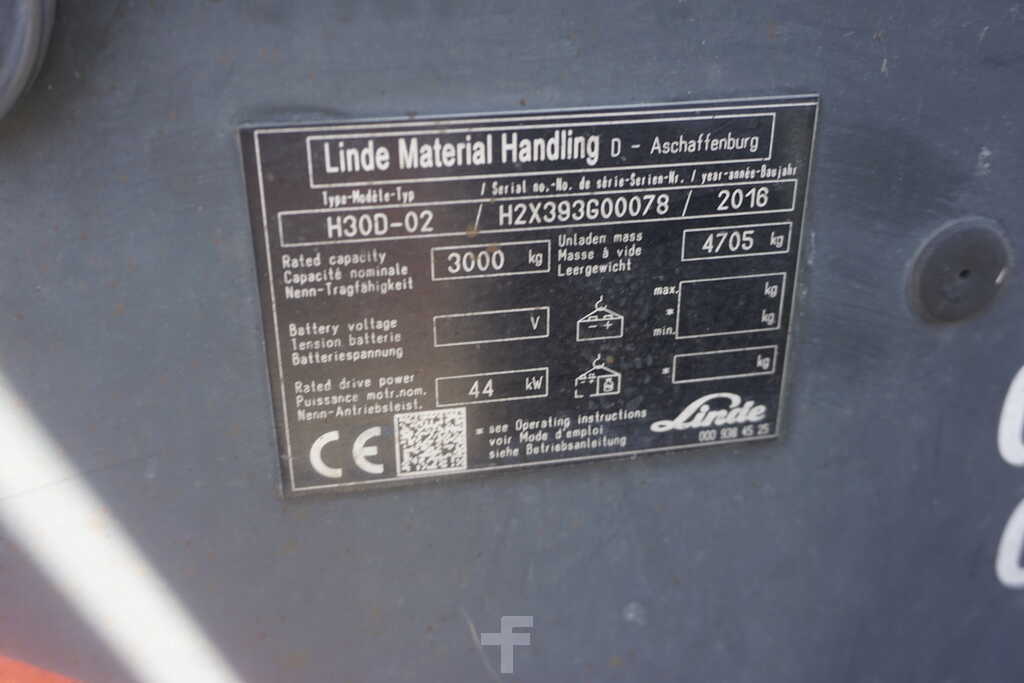 Linde Material Handling D - Aschaffenburg
Type-Modèle-Typ / Serial no.-No. de série-Serien-Nr. / year-année-Baujahr
H30D-02 / H2X393G00078 / 2016
Rated capacity
Capacité nominale
Nenn-Tragfähigkeit
3000 kg
Unladen mass
Masse à vide
Leergewicht
4705 kg
Battery voltage
Tension batterie
Batteriespannung
V
- +
max. kg
*
min. kg
Rated drive power
Puissance motr.nom.
Nenn-Antriebsleist.
44 kW
* kg
CE
* see Operating instructions
voir Mode d'emploi
siehe Betriebsanleitung
Linde
000 938 45 25